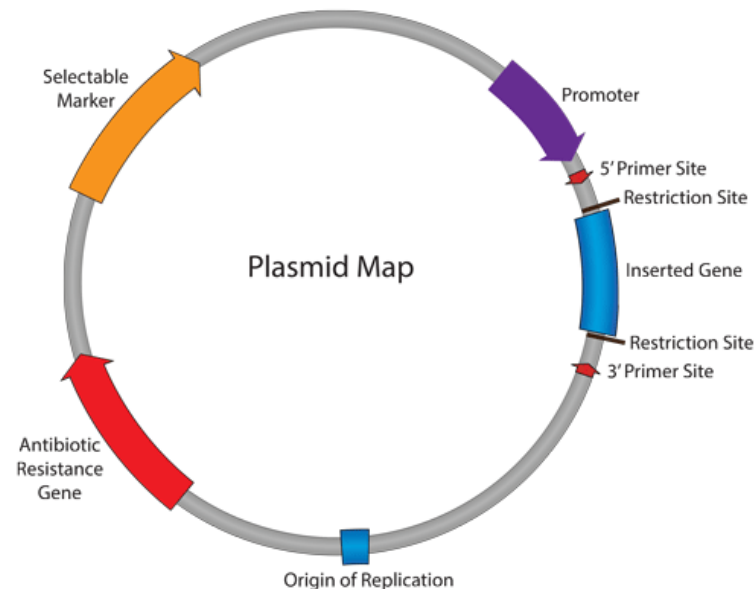 Selectable
Marker
Promoter
5' Primer Site
Restriction Site
Plasmid Map
Inserted Gene
Restriction Site
3' Primer Site
Antibiotic
Resistance
Gene
Origin of Replication